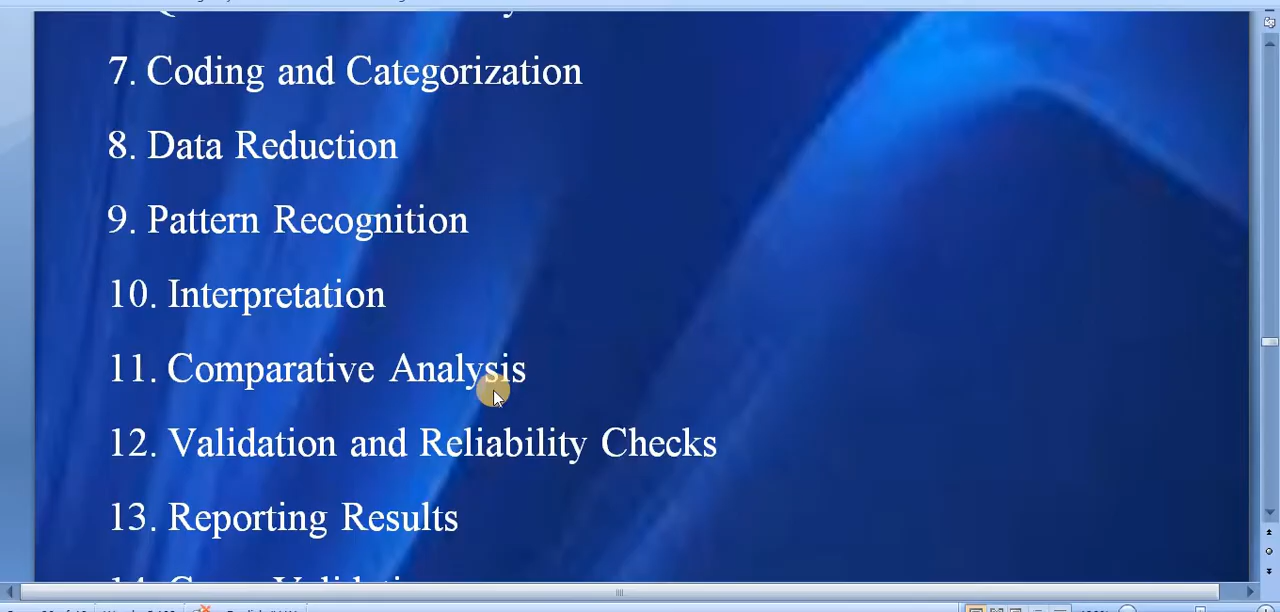 7. Coding and Categorization
8. Data Reduction
9. Pattern Recognition
10. Interpretation
11. Comparative Analysis
12. Validation and Reliability Checks
13. Reporting Results